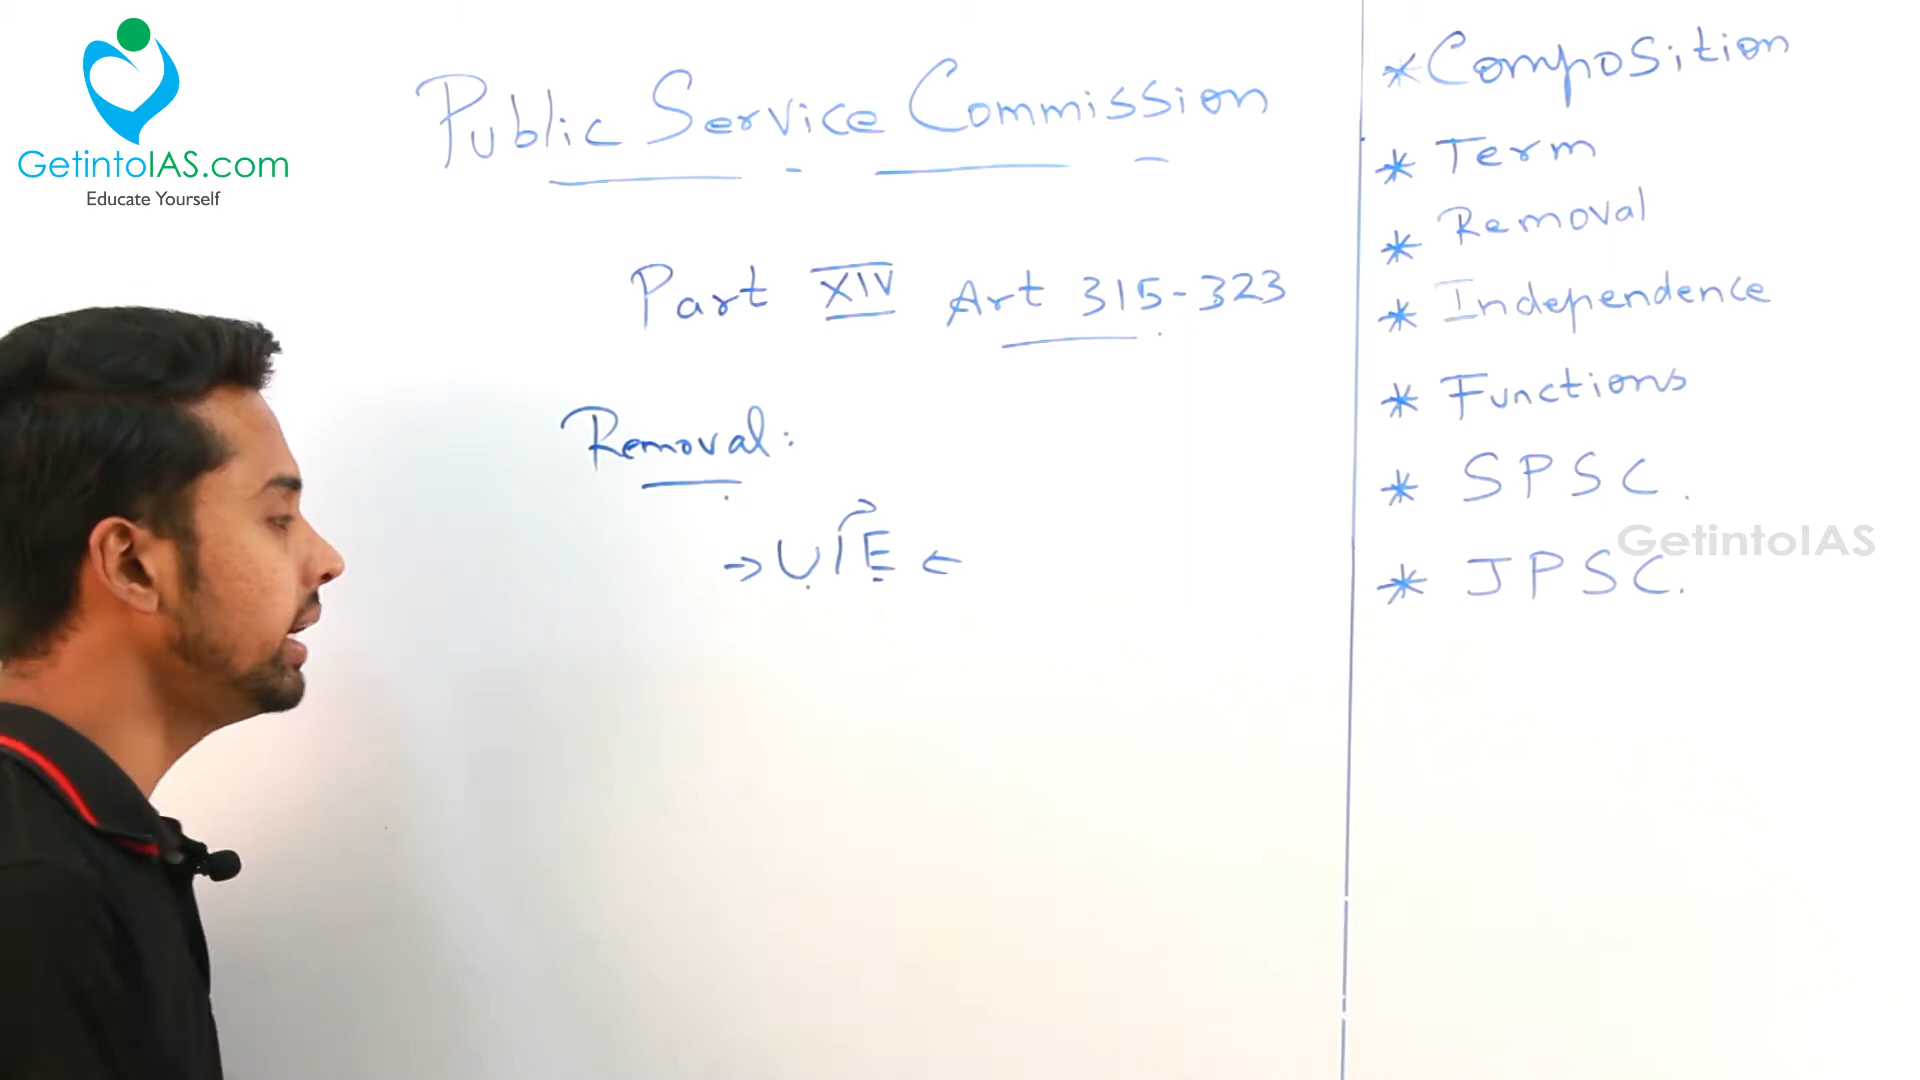 GetintoIAS.com
Educate Yourself
Public Service Commission
Part XIV Art 315-323
Removal:
→ UIE ←
* Composition
* Term
* Removal
* Independence
* Functions
* SPSC.
GetintoIAS
* JPSC.